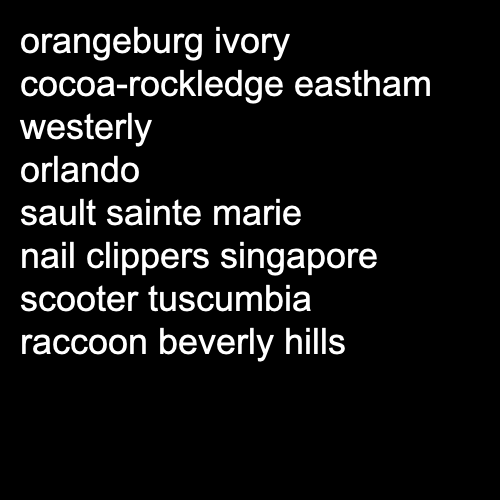 orangeburg ivory
cocoa-rockledge eastham
westerly
orlando
sault sainte marie
nail clippers singapore
scooter tuscumbia
raccoon beverly hills